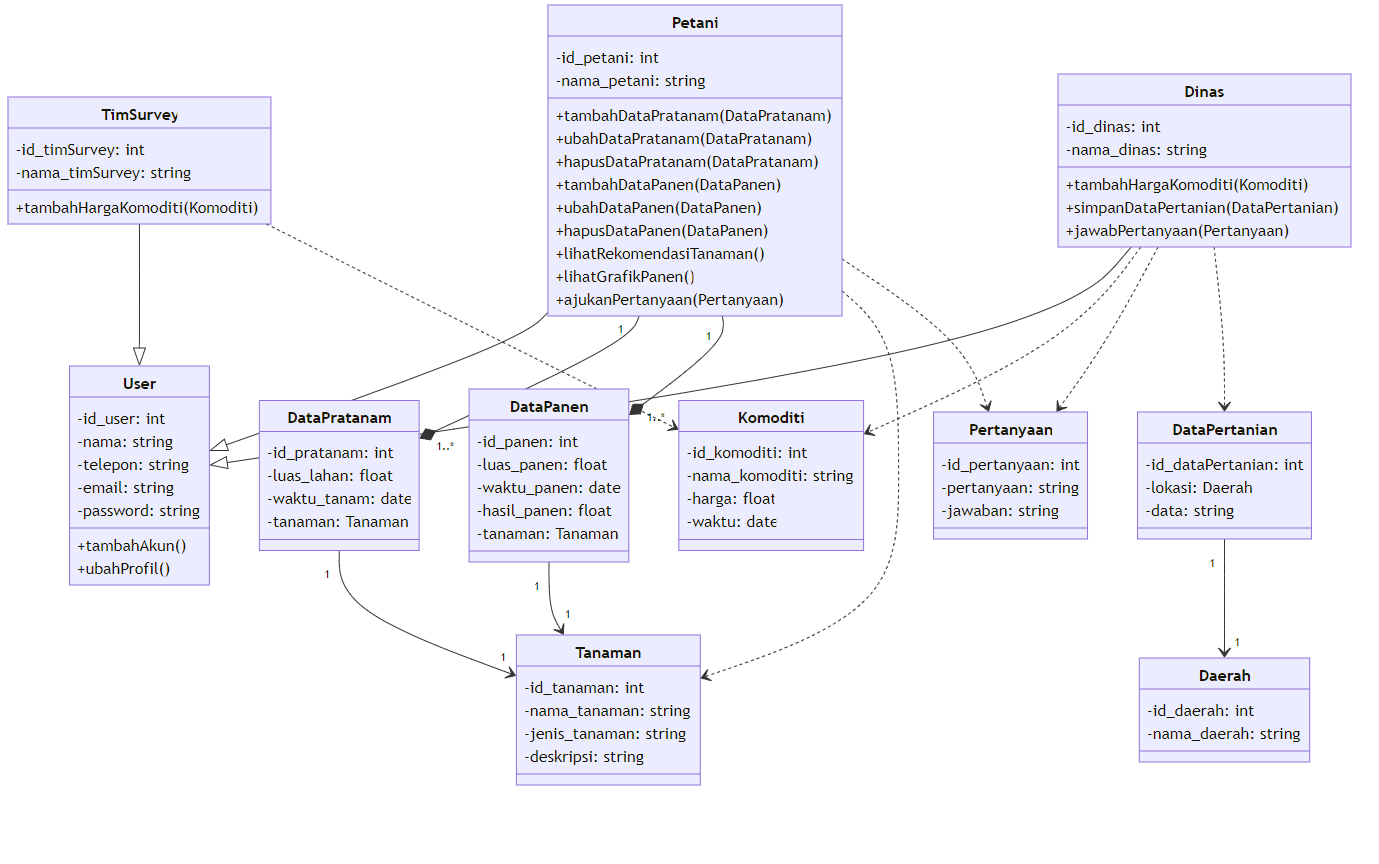 Petani
-id_petani: int
-nama_petani: string
+tambahDataPratanam(DataPratanam)
+ubahDataPratanam(DataPratanam)
+hapusDataPratanam(DataPratanam)
+tambahDataPanen(DataPanen)
+ubahDataPanen(DataPanen)
+hapusDataPanen(DataPanen)
+lihatRekomendasiTanaman()
+lihatGrafikPanen()
+ajukanPertanyaan(Pertanyaan)
TimSurvey
-id_timSurvey: int
-nama_timSurvey: string
+tambahHargaKomoditi(Komoditi)
Dinas
-id_dinas: int
-nama_dinas: string
+tambahHargaKomoditi(Komoditi)
+simpanDataPertanian(DataPertanian)
+jawabPertanyaan(Pertanyaan)
1
1
User
-id_user: int
-nama: string
-telepon: string
-email: string
-password: string
+tambahAkun()
+ubahProfil()
DataPratanam
-id_pratanam: int
-luas_lahan: float
-waktu_tanam: date
-tanaman: Tanaman
1..*
DataPanen
-id_panen: int
-luas_panen: float
-waktu_panen: date
-hasil_panen: float
-tanaman: Tanaman
1..*
Komoditi
-id_komoditi: int
-nama_komoditi: string
-harga: float
-waktu: date
Pertanyaan
-id_pertanyaan: int
-pertanyaan: string
-jawaban: string
DataPertanian
-id_dataPertanian: int
-lokasi: Daerah
-data: string
1
1
1
1
1
1
Tanaman
-id_tanaman: int
-nama_tanaman: string
-jenis_tanaman: string
-deskripsi: string
Daerah
-id_daerah: int
-nama_daerah: string